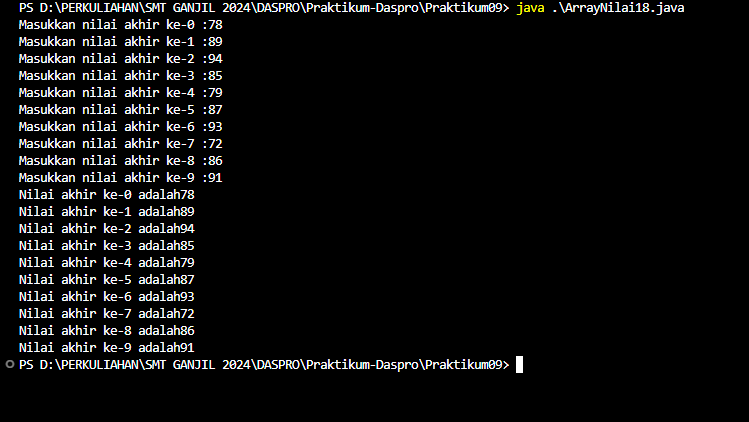 PS D:\PERKULIAHAN\SMT GANJIL 2024\DASPRO\Praktikum-Daspro\Praktikum09> java .\ArrayNilai18.java
Masukkan nilai akhir ke-0 :78
Masukkan nilai akhir ke-1 :89
Masukkan nilai akhir ke-2 :94
Masukkan nilai akhir ke-3 :85
Masukkan nilai akhir ke-4 :79
Masukkan nilai akhir ke-5 :87
Masukkan nilai akhir ke-6 :93
Masukkan nilai akhir ke-7 :72
Masukkan nilai akhir ke-8 :86
Masukkan nilai akhir ke-9 :91
Nilai akhir ke-0 adalah78
Nilai akhir ke-1 adalah89
Nilai akhir ke-2 adalah94
Nilai akhir ke-3 adalah85
Nilai akhir ke-4 adalah79
Nilai akhir ke-5 adalah87
Nilai akhir ke-6 adalah93
Nilai akhir ke-7 adalah72
Nilai akhir ke-8 adalah86
Nilai akhir ke-9 adalah91
PS D:\PERKULIAHAN\SMT GANJIL 2024\DASPRO\Praktikum-Daspro\Praktikum09>